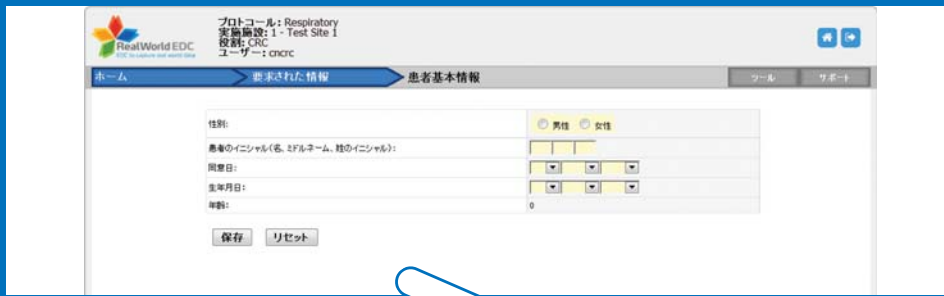 RealWorld EDC
EDC to capture real world data
プロトコール: Respiratory
実施施設: 1 - Test Site 1
役割: CRC
ユーザー: cncrc
ホーム
要求された情報
患者基本情報
ツール
サポート
性別:
男性 女性
患者のイニシャル(名、ミドルネーム、姓のイニシャル):
同意日:
生年月日:
年齢:
0
保存 リセット